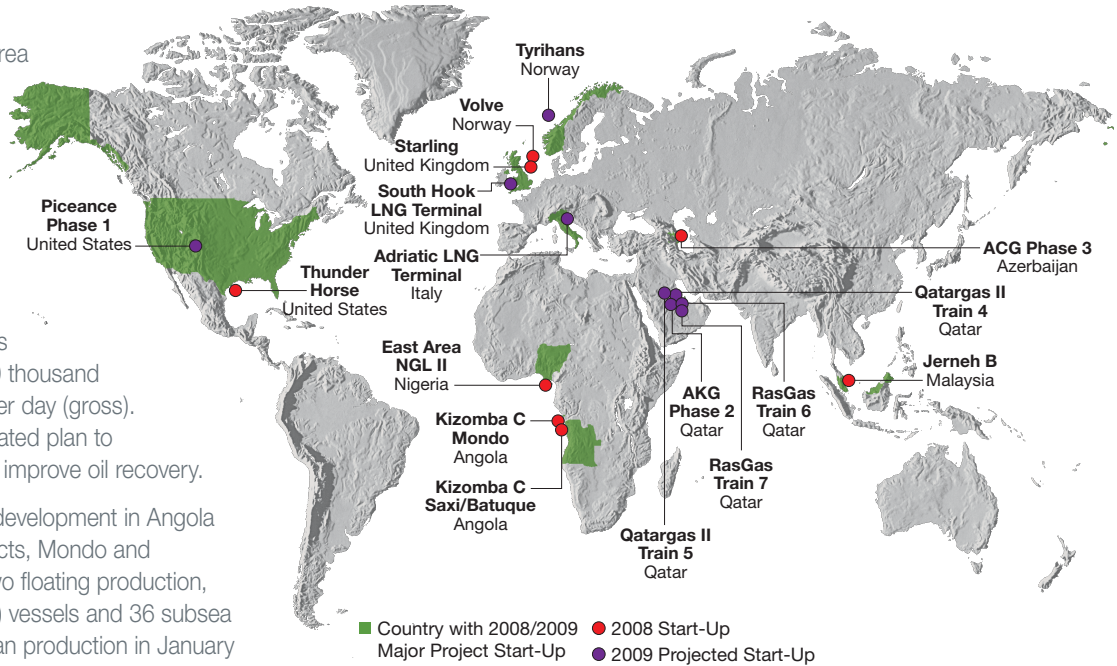 rea
s
thousand
er day (gross).
ated plan to
improve oil recovery.
development in Angola
cts, Mondo and
vo floating production,
) vessels and 36 subsea
an production in January
Tyrihans
Norway
Volve
Norway
Starling
United Kingdom
South Hook
LNG Terminal
United Kingdom
Piceance
Phase 1
United States
Adriatic LNG
Terminal
Italy
Thunder
Horse
United States
ACG Phase 3
Azerbaijan
Qatargas II
Train 4
Qatar
East Area
NGL II
Nigeria
Jerneh B
Malaysia
AKG
Phase 2
Qatar
RasGas
Train 6
Qatar
Kizomba C
Mondo
Angola
RasGas
Train 7
Qatar
Kizomba C
Saxi/Batuque
Angola
Qatargas II
Train 5
Qatar
Country with 2008/2009
Major Project Start-Up
2008 Start-Up
2009 Projected Start-Up